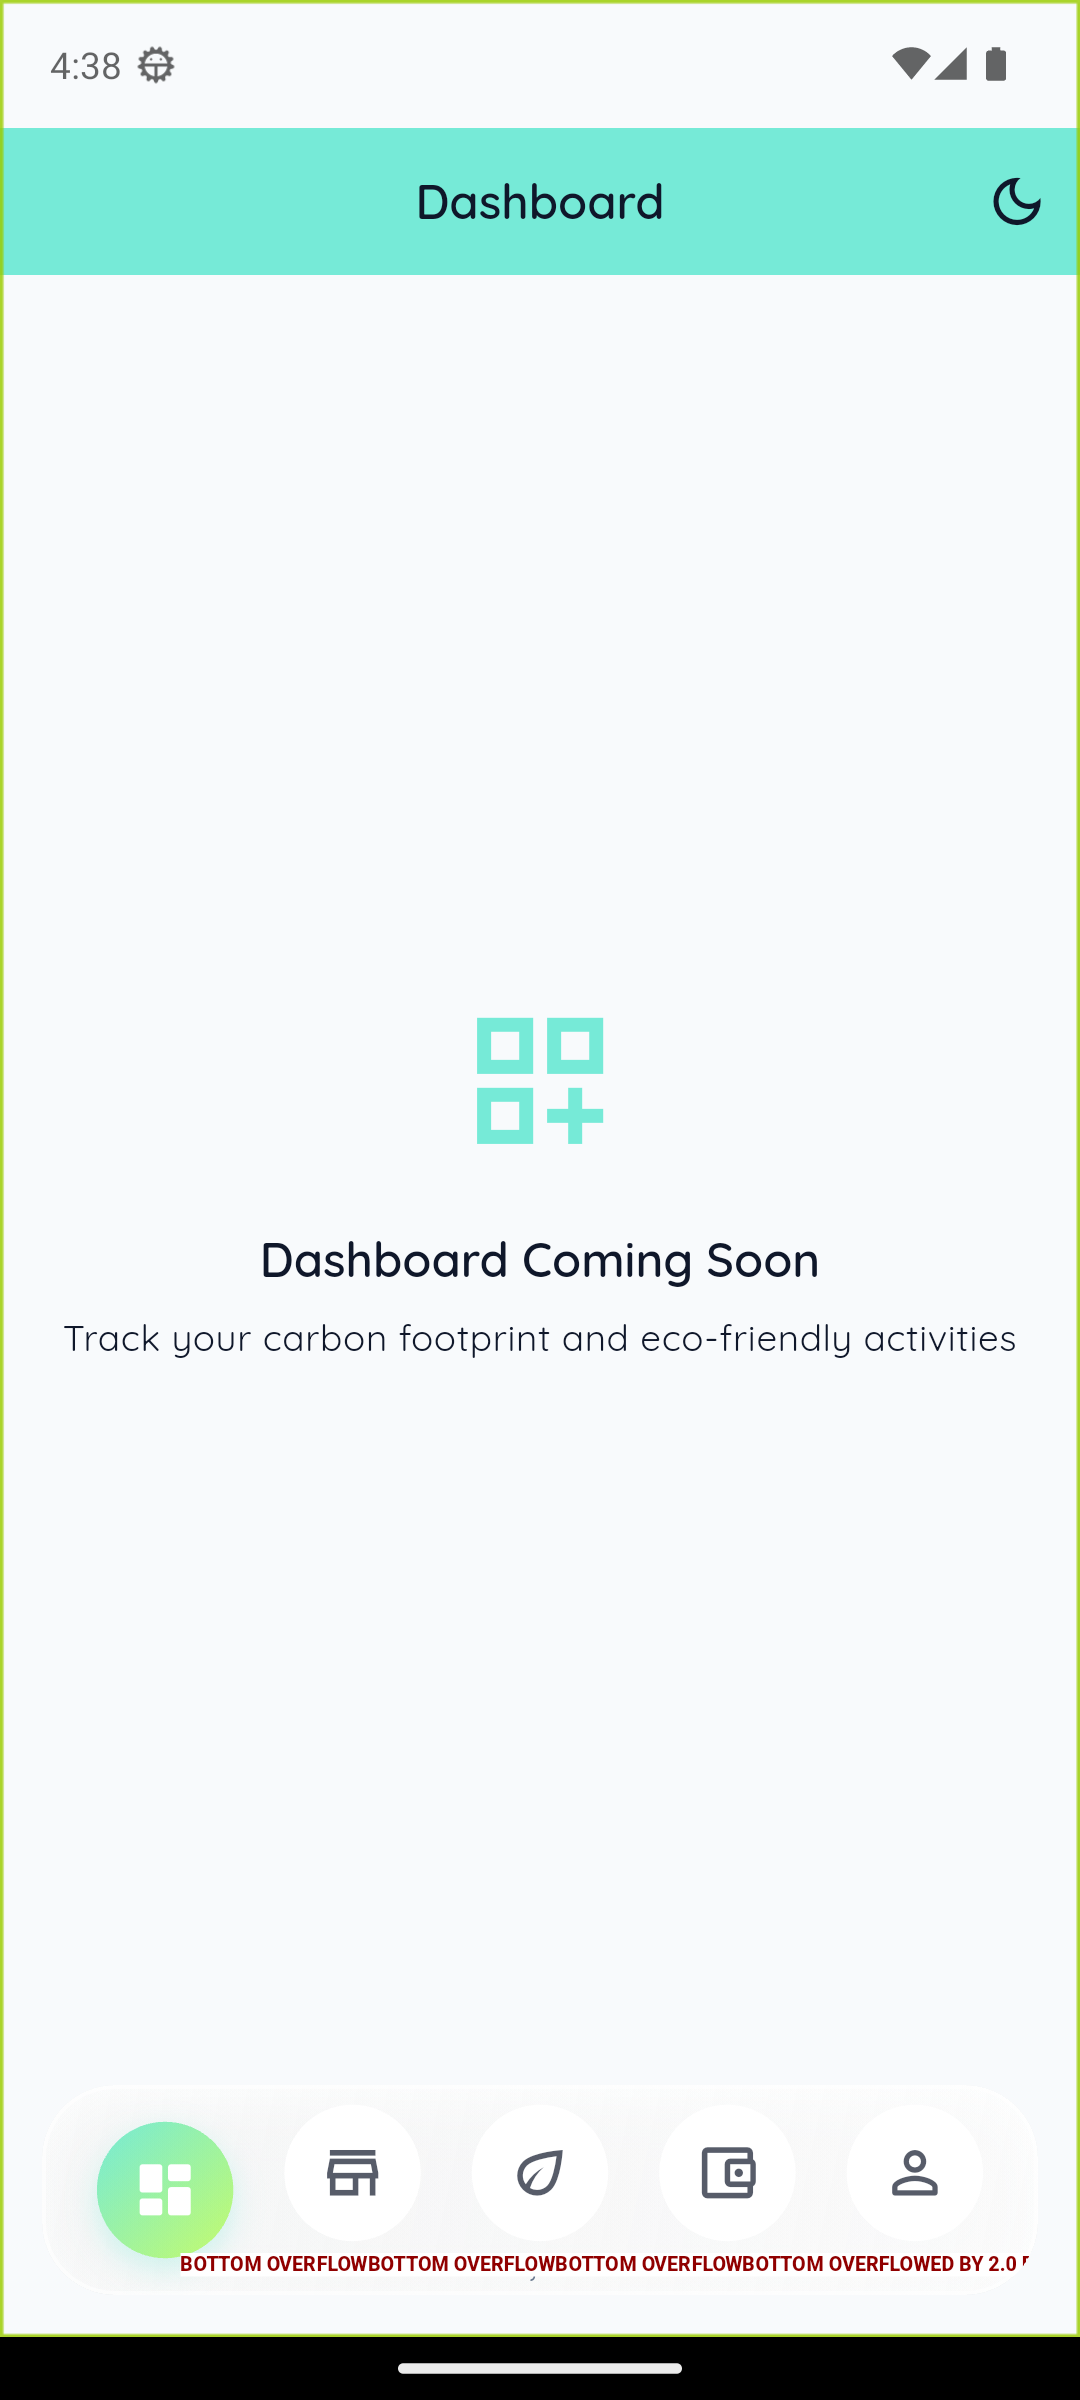 4:38
Dashboard
Dashboard Coming Soon
Track your carbon footprint and eco-friendly activities
BOTTOM OVERFLOWBOTTOM OVERFLOWBOTTOM OVERFLOWBOTTOM OVERFLOWED BY 2.0